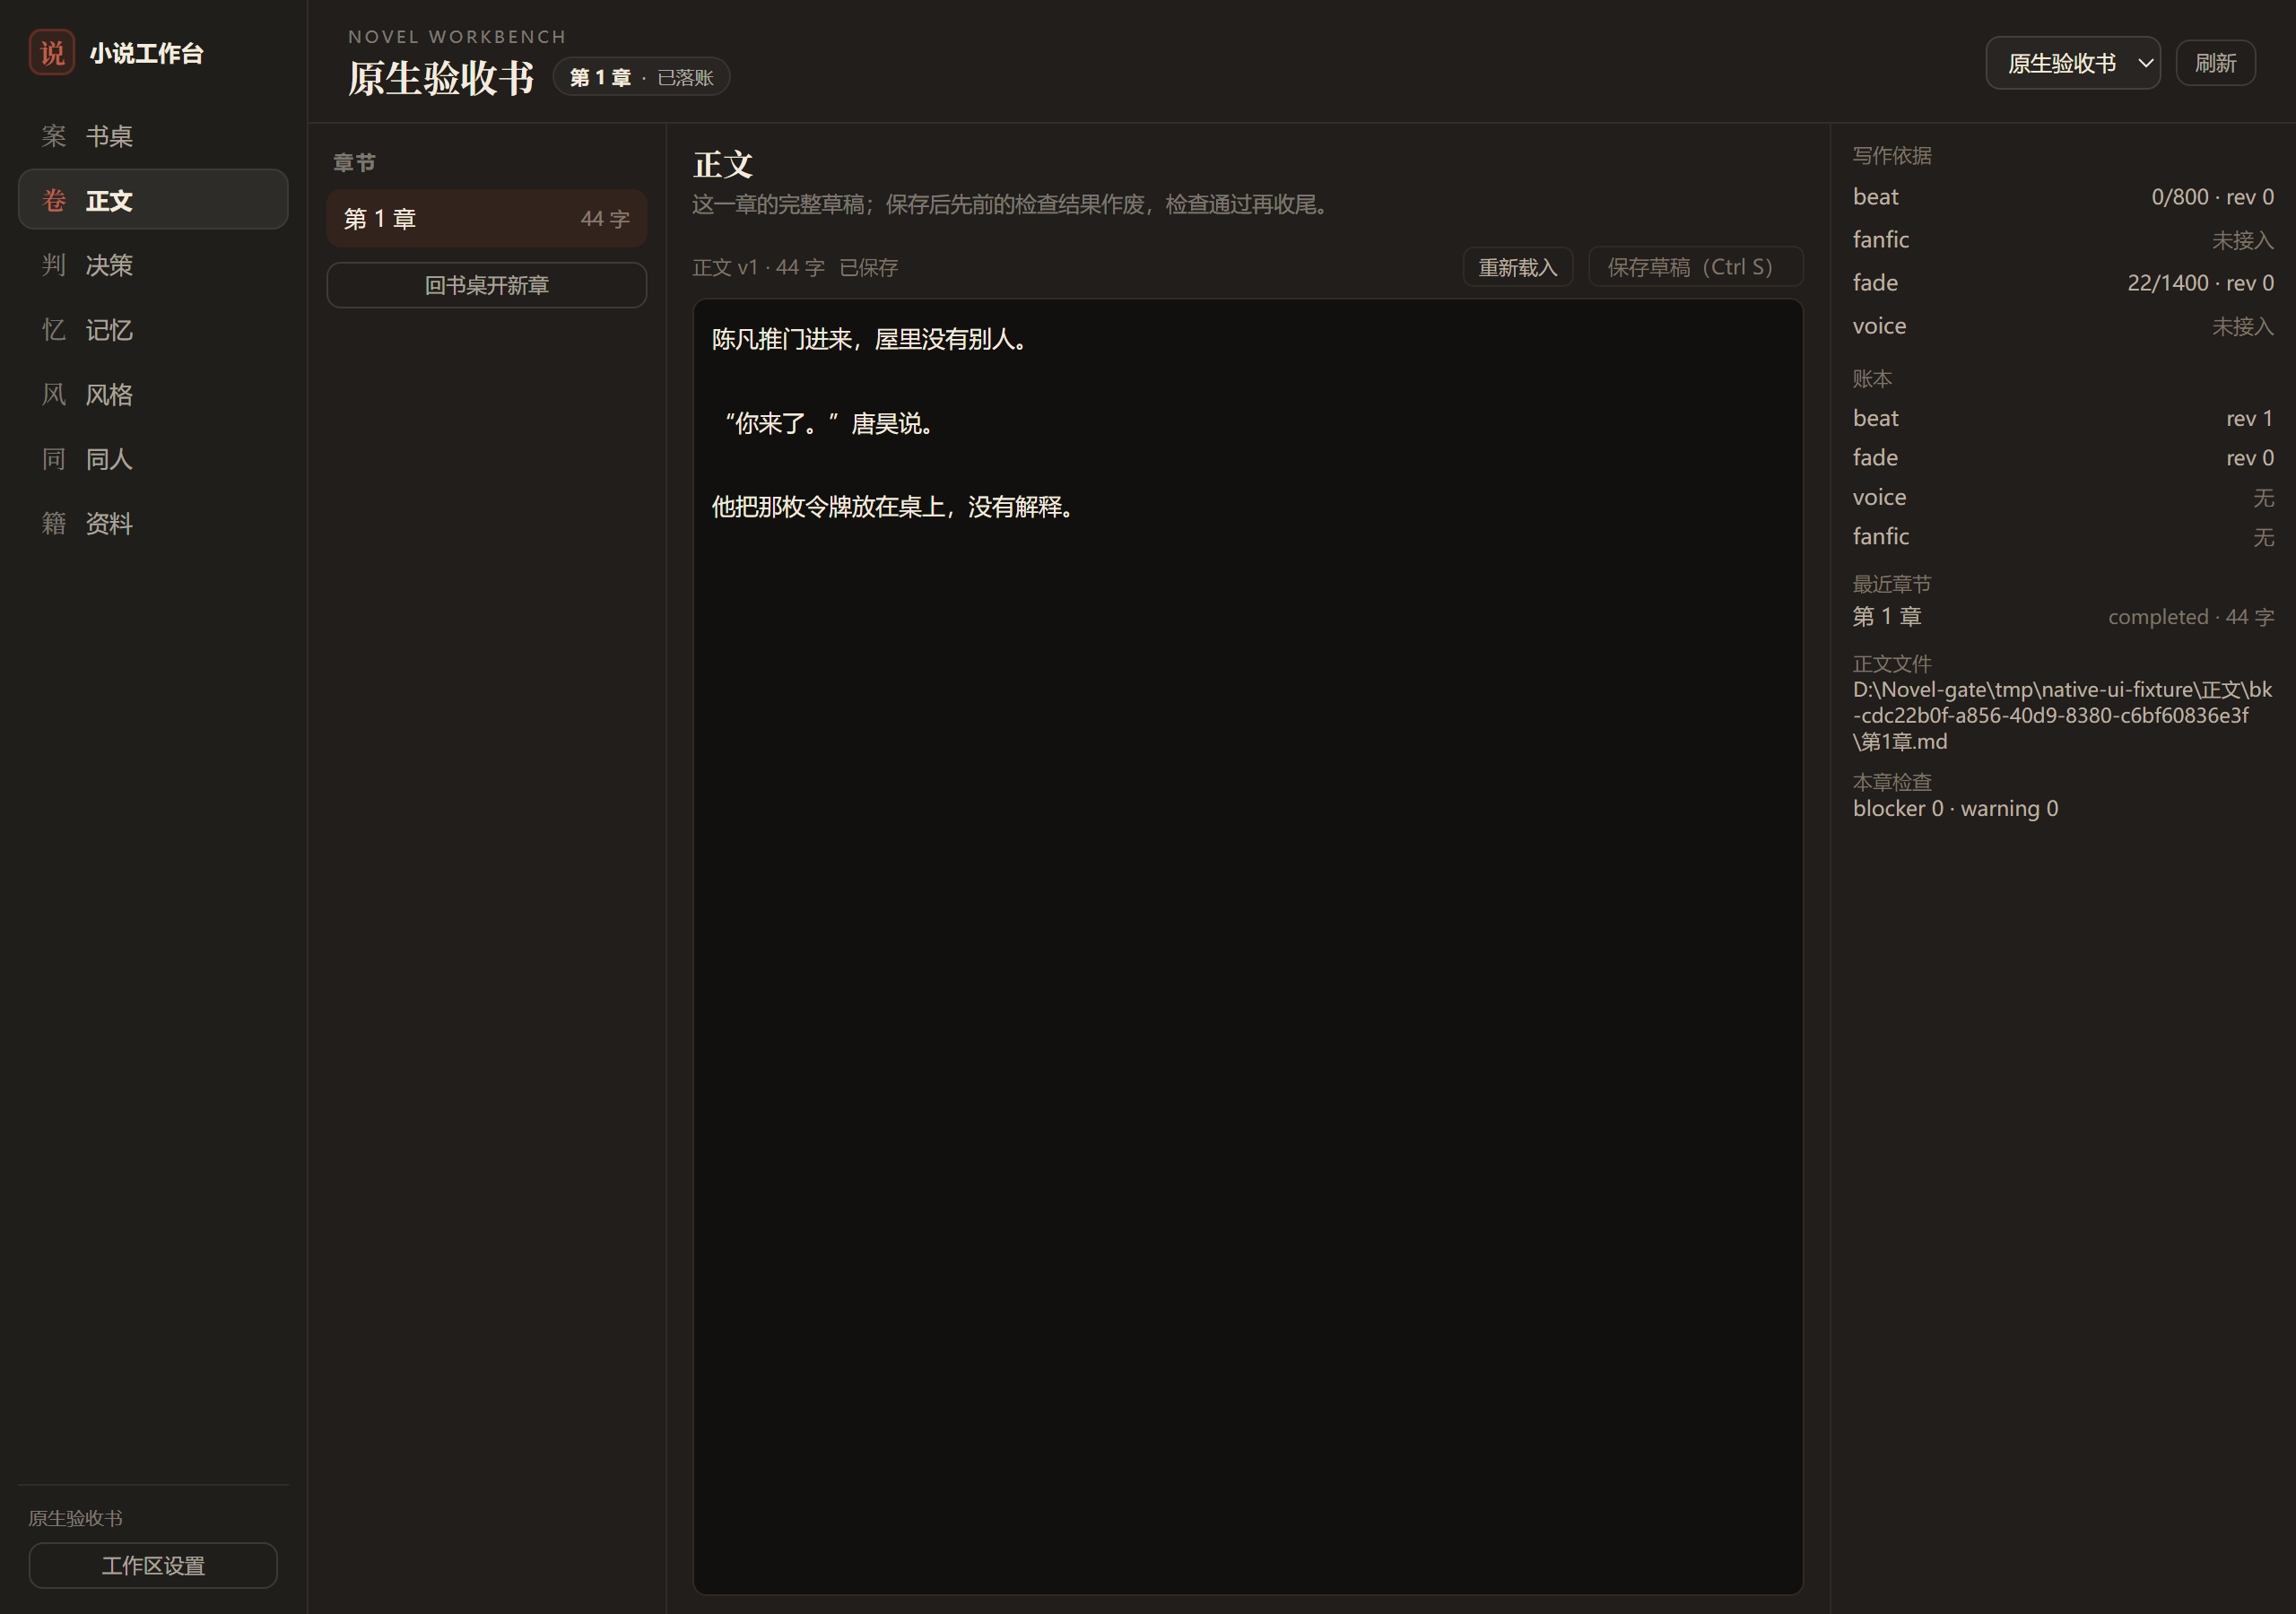 说 小说工作台
案 书桌
卷 正文
判 决策
忆 记忆
风 风格
同 同人
籍 资料
原生验收书
工作区设置
NOVEL WORKBENCH
原生验收书 第 1 章 · 已落账
原生验收书 刷新
章节
第 1 章 44 字
回书桌开新章
正文
这一章的完整草稿；保存后先前的检查结果作废，检查通过再收尾。
正文 v1 · 44 字 已保存 重新载入 保存草稿（Ctrl S）
陈凡推门进来，屋里没有别人。
“你来了。”唐昊说。
他把那枚令牌放在桌上，没有解释。
写作依据
beat 0/800 · rev 0
fanfic 未接入
fade 22/1400 · rev 0
voice 未接入
账本
beat rev 1
fade rev 0
voice 无
fanfic 无
最近章节
第 1 章 completed · 44 字
正文文件
D:\Novel-gate\tmp\native-ui-fixture\正文\bk
-cdc22b0f-a856-40d9-8380-c6bf60836e3f
\第1章.md
本章检查
blocker 0 · warning 0